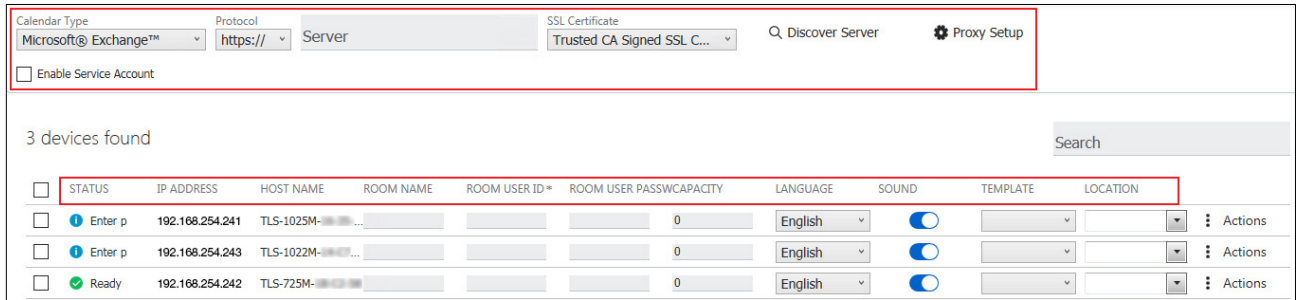 Calendar Type Protocol SSL Certificate
Microsoft® Exchange™ https:// Server Trusted CA Signed SSL C... Discover Server Proxy Setup
Enable Service Account
3 devices found
Search
STATUS IP ADDRESS HOST NAME ROOM NAME ROOM USER ID * ROOM USER PASSWCAPACITY LANGUAGE SOUND TEMPLATE LOCATION
Enter p 192.168.254.241 TLS-1025M- ... 0 English Actions
Enter p 192.168.254.243 TLS-1022M- ... 0 English Actions
Ready 192.168.254.242 TLS-725M- 0 English Actions